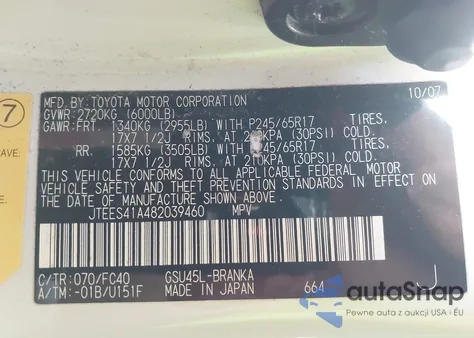 7
AVE.
AVE.
MFD.BY:TOYOTA MOTOR CORPORATION 10/07
GVWR:2720KG (6000LB)
GAWR:FRT. 1340KG (2955LB) WITH P245/65R17 TIRES,
17X7 1/2J RIMS, AT 210KPA (30PSI) COLD.
RR. 1585KG (3505LB) WITH P245/65R17 TIRES,
17X7 1/2J RIMS, AT 210KPA (30PSI) COLD.
THIS VEHICLE CONFORMS TO ALL APPLICABLE FEDERAL MOTOR
VEHICLE SAFETY AND THEFT PREVENTION STANDARDS IN EFFECT
ON THE DATE OF MANUFACTURE SHOWN ABOVE.
JTEES41A482039460 MPV
C/TR:070/FC40 GSU45L-BRANKA
A/TM:-01B/U151F MADE IN JAPAN 664 J
autoSnap
Pewne auta z aukcji USA i EU